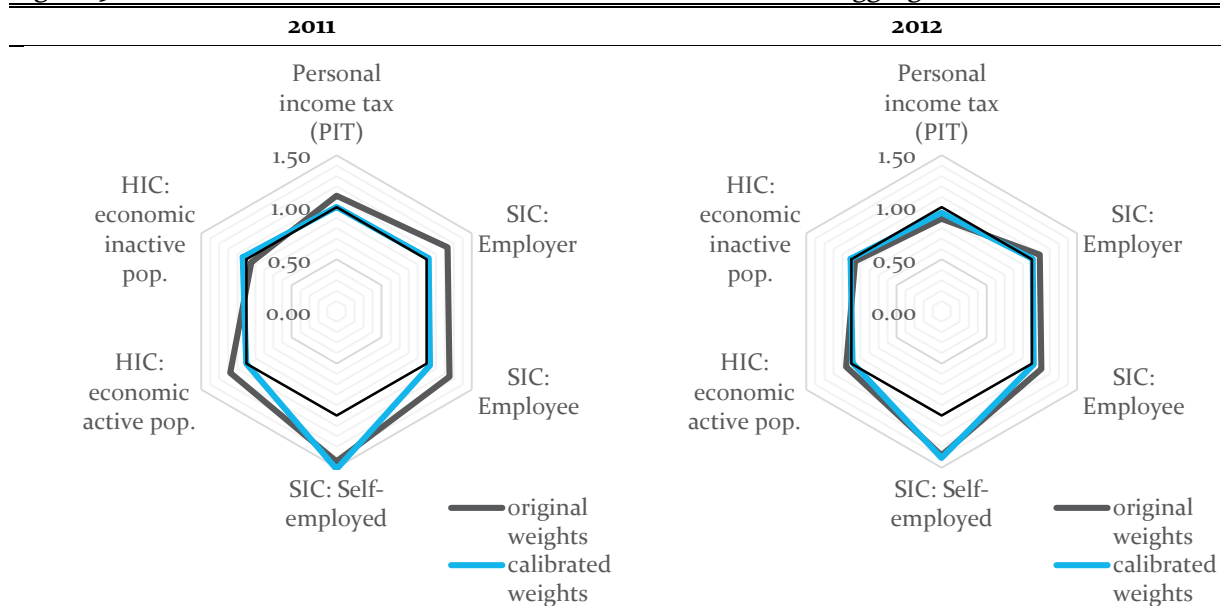 2011
2012
Personal
income tax
(PIT)
1.50
1.00
0.50
0.00
HIC:
economic
inactive
pop.
SIC:
Employer
HIC:
economic
active pop.
SIC:
Employee
SIC: Self-
employed
original
weights
calibrated
weights
Personal
income tax
(PIT)
1.50
1.00
0.50
0.00
HIC:
economic
inactive
pop.
SIC:
Employer
HIC:
economic
active pop.
SIC:
Employee
SIC: Self-
employed
original
weights
calibrated
weights